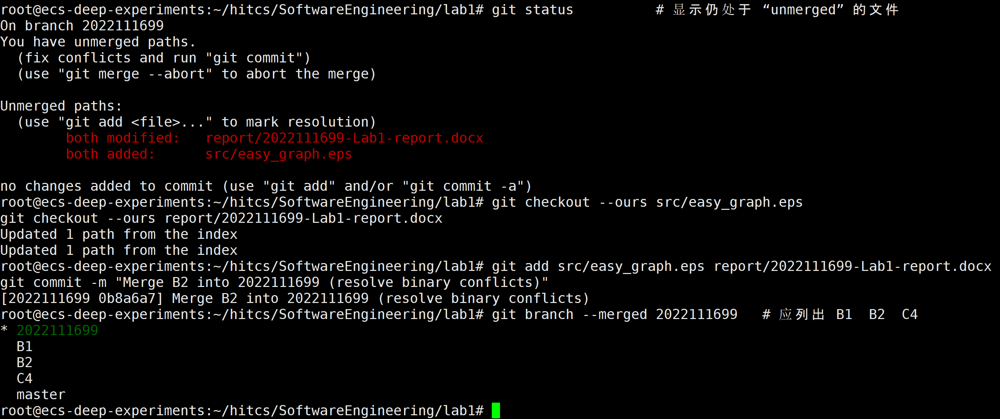 root@ecs-deep-experiments:~/hitcs/SoftwareEngineering/lab1# git status          # 显示仍处于 “unmerged” 的文件
On branch 2022111699
You have unmerged paths.
  (fix conflicts and run "git commit")
  (use "git merge --abort" to abort the merge)

Unmerged paths:
  (use "git add <file>..." to mark resolution)
        both modified:   report/2022111699-Lab1-report.docx
        both added:      src/easy_graph.eps

no changes added to commit (use "git add" and/or "git commit -a")
root@ecs-deep-experiments:~/hitcs/SoftwareEngineering/lab1# git checkout --ours src/easy_graph.eps
git checkout --ours report/2022111699-Lab1-report.docx
Updated 1 path from the index
Updated 1 path from the index
root@ecs-deep-experiments:~/hitcs/SoftwareEngineering/lab1# git add src/easy_graph.eps report/2022111699-Lab1-report.docx
git commit -m "Merge B2 into 2022111699 (resolve binary conflicts)"
[2022111699 0b8a6a7] Merge B2 into 2022111699 (resolve binary conflicts)
root@ecs-deep-experiments:~/hitcs/SoftwareEngineering/lab1# git branch --merged 2022111699   # 应列出 B1  B2  C4
* 2022111699
  B1
  B2
  C4
  master
root@ecs-deep-experiments:~/hitcs/SoftwareEngineering/lab1#